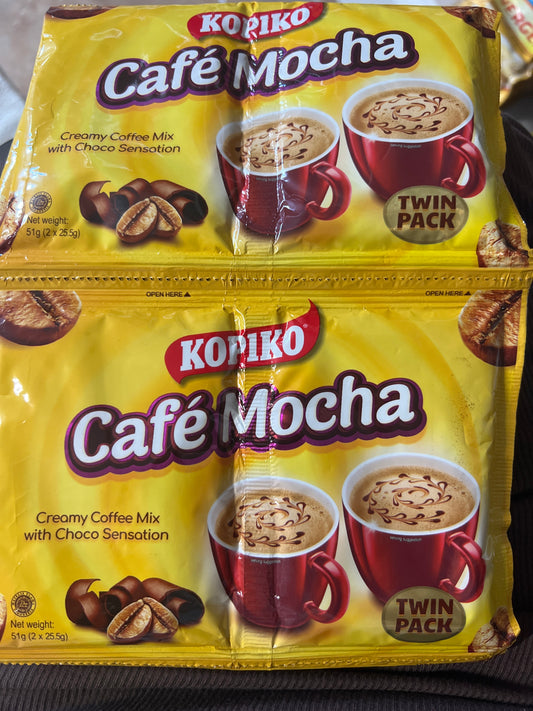 KOPIKO
TWIN PACK
Café Mocha
Creamy Coffee Mix
with Choco Sensation
Net weight:
51g (2 x 25.5g)
TWIN
PACK
OPEN HERE
OPEN HERE
KOPIKO
Café Mocha
Creamy Coffee Mix
with Choco Sensation
Net weight:
51g (2 x 25.5g)
TWIN
PACK